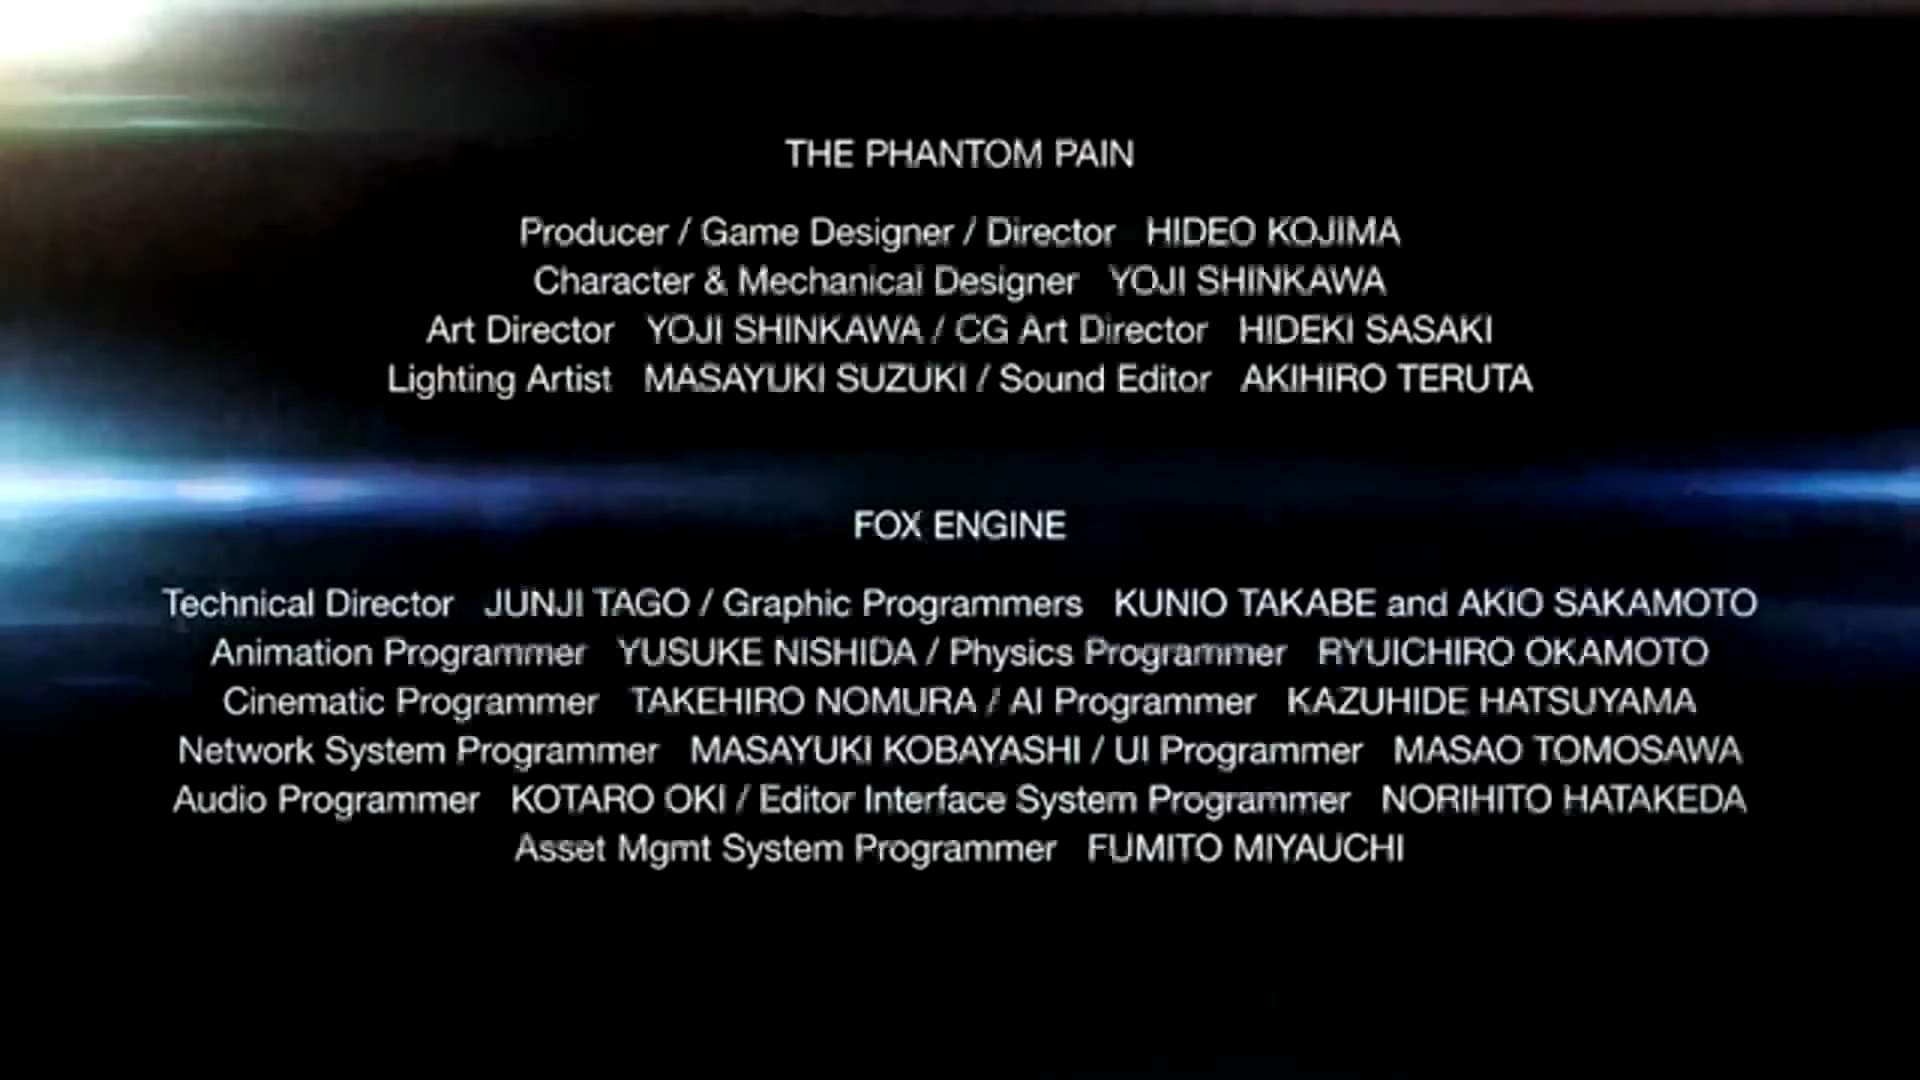 THE PHANTOM PAIN
Producer / Game Designer / Director HIDEO KOJIMA
Character & Mechanical Designer YOJI SHINKAWA
Art Director YOJI SHINKAWA / CG Art Director HIDEKI SASAKI
Lighting Artist MASAYUKI SUZUKI / Sound Editor AKIHIRO TERUTA
FOX ENGINE
Technical Director JUNJI TAGO / Graphic Programmers KUNIO TAKABE and AKIO SAKAMOTO
Animation Programmer YUSUKE NISHIDA / Physics Programmer RYUICHIRO OKAMOTO
Cinematic Programmer TAKEHIRO NOMURA / AI Programmer KAZUHIDE HATSUYAMA
Network System Programmer MASAYUKI KOBAYASHI / UI Programmer MASAO TOMOSAWA
Audio Programmer KOTARO OKI / Editor Interface System Programmer NORIHITO HATAKEDA
Asset Mgmt System Programmer FUMITO MIYAUCHI